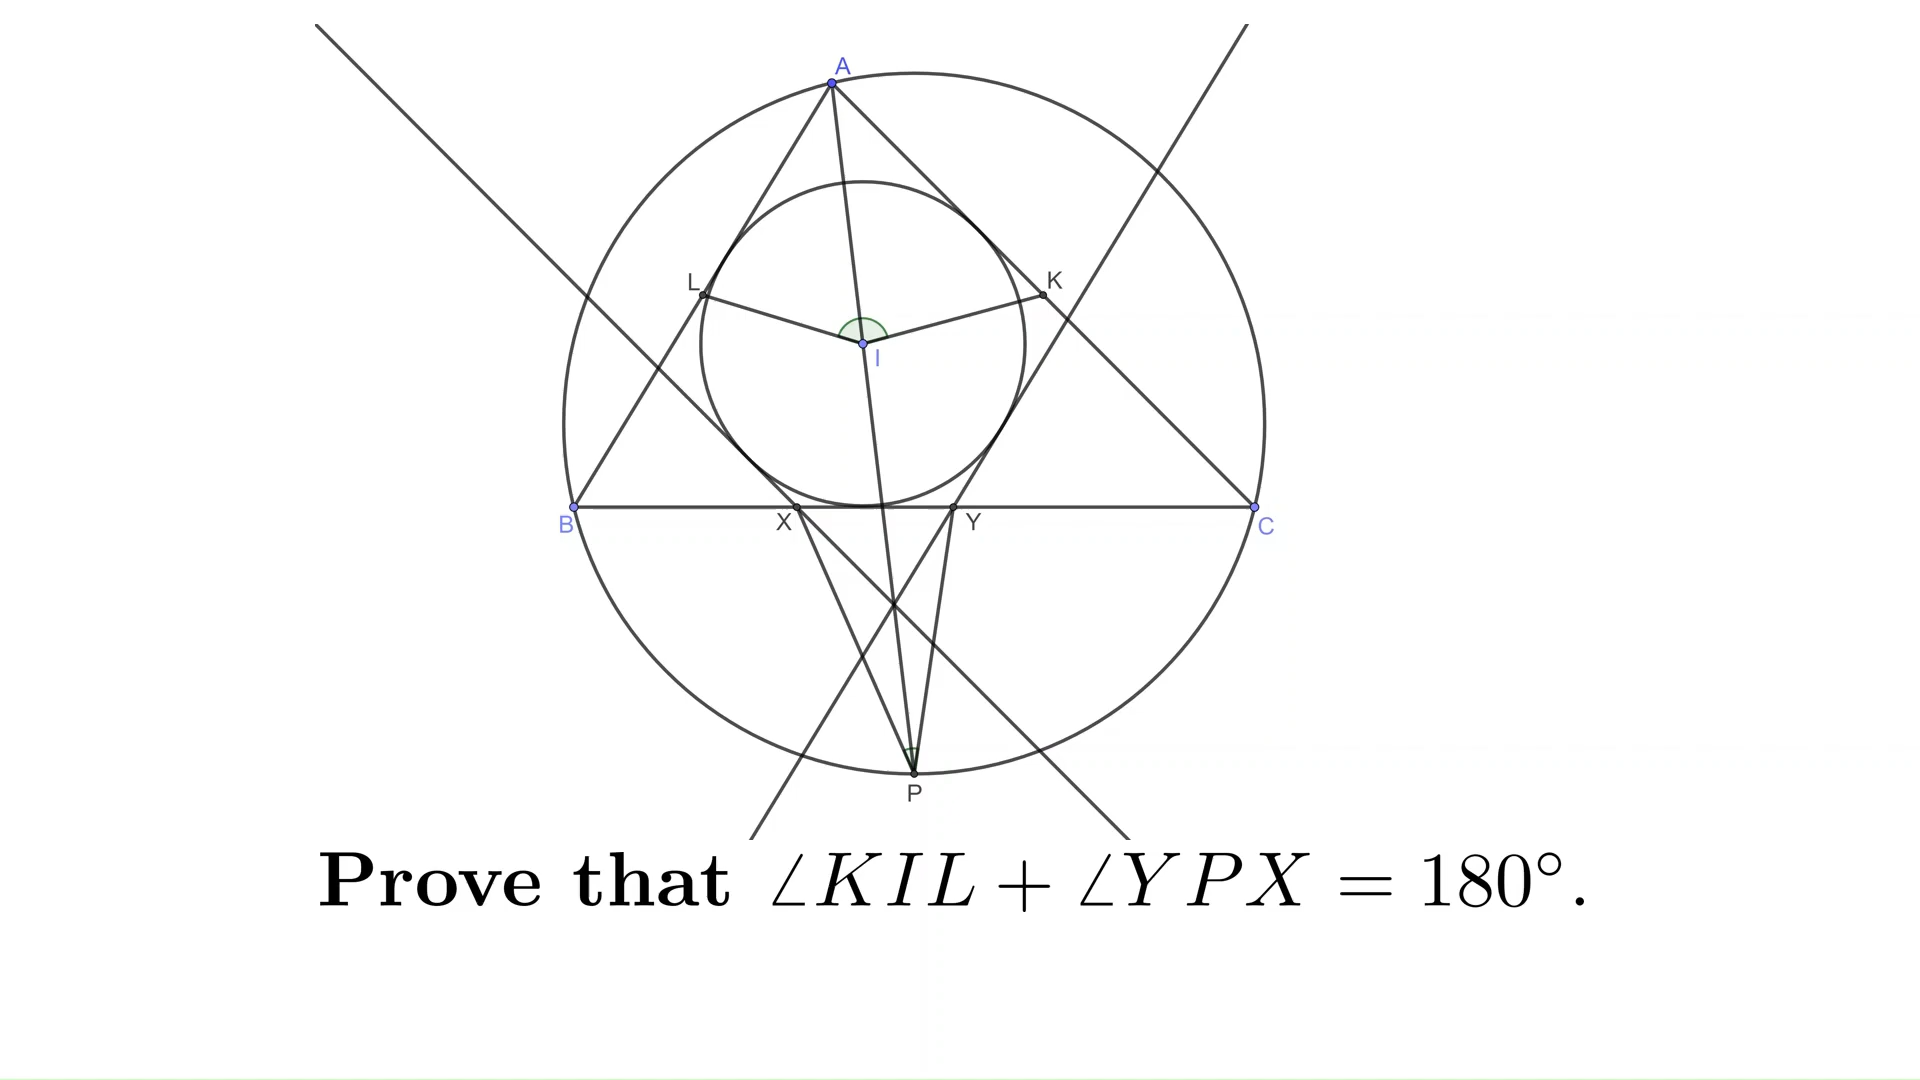 A
L
K
I
B
X
Y
C
P
Prove that ∠KIL + ∠YPX = 180°.